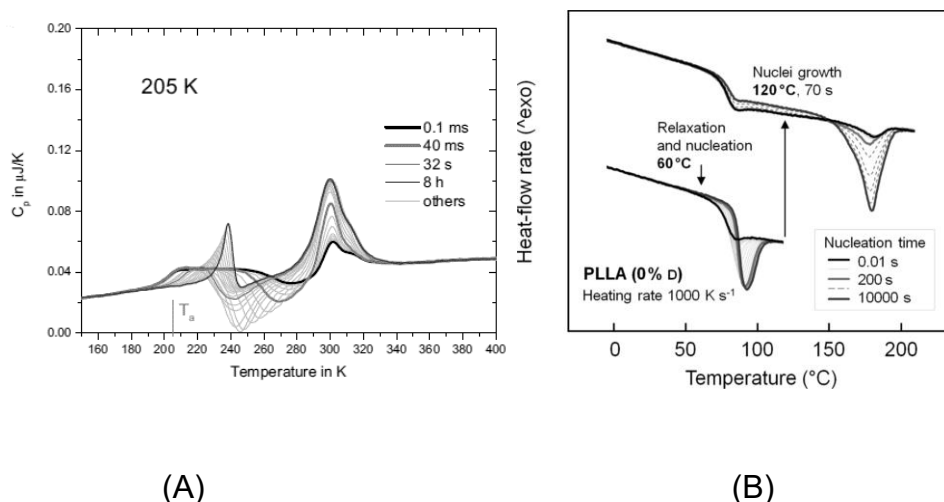 0.20
0.16
0.12
0.08
0.04
0.00
Cp in µJ/K
205 K
0.1 ms
40 ms
32 s
8 h
others
Ta
160 180 200 220 240 260 280 300 320 340 360 380 400
Temperature in K
(A)
B
Heat-flow rate (^exo)
Nuclei growth
120 °C, 70 s
Relaxation
and nucleation
60 °C
PLLA (0% D)
Heating rate 1000 K s⁻¹
Nucleation time
0.01 s
200 s
10000 s
0 50 100 150 200
Temperature (°C)
(B)